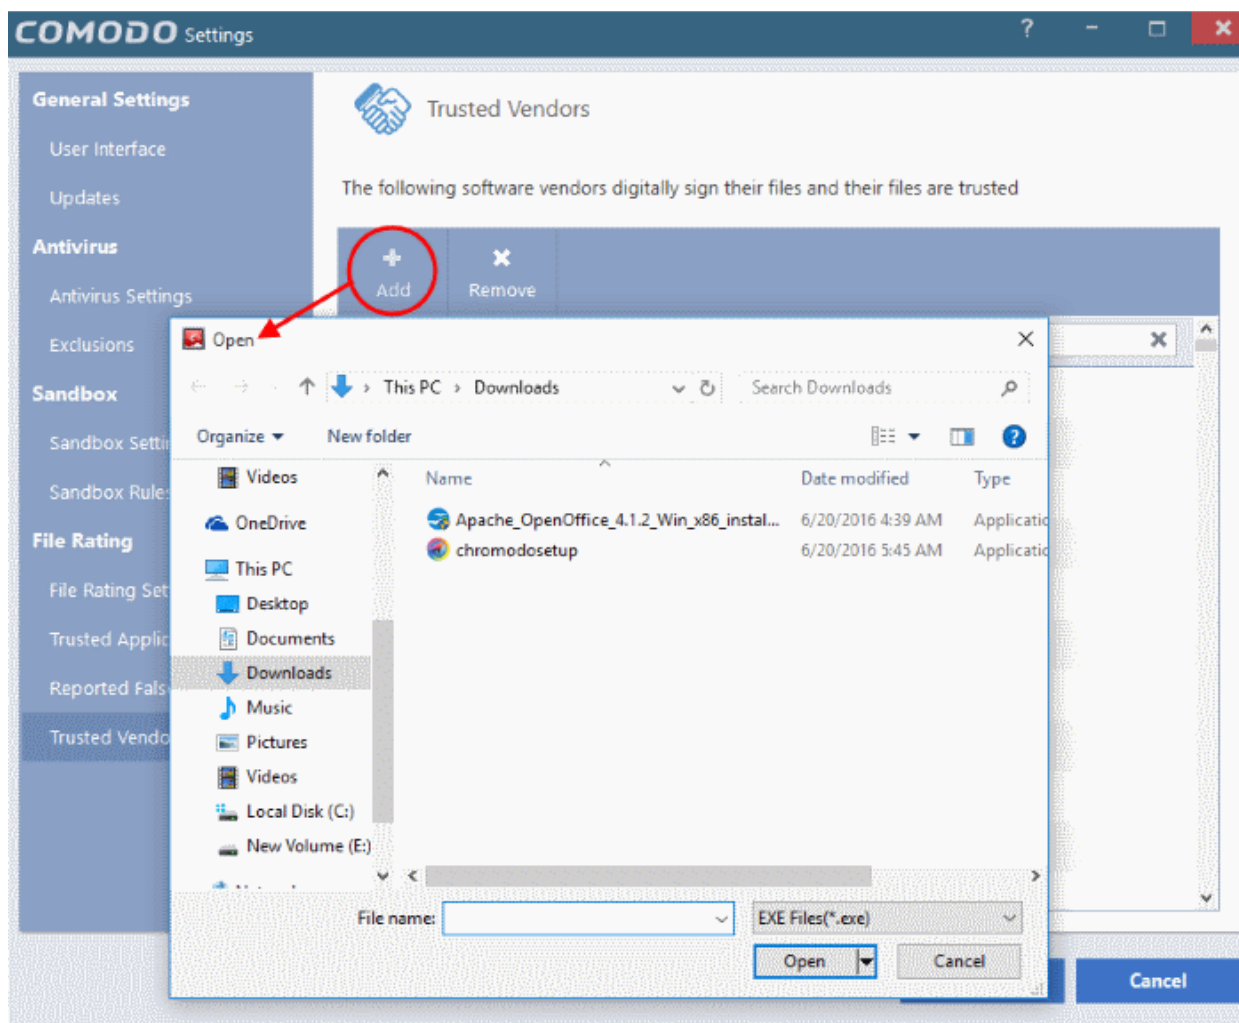 COMODO Settings
?
General Settings
User Interface
Updates
Antivirus
Antivirus Settings
Exclusions
Sandbox
Sandbox Settin
Sandbox Rules
File Rating
File Rating Set
Trusted Applic
Reported Fals
Trusted Vendo
Trusted Vendors
The following software vendors digitally sign their files and their files are trusted
Add
Remove
Open
This PC > Downloads
Search Downloads
Organize
New folder
?
Videos
OneDrive
This PC
Desktop
Documents
Downloads
Music
Pictures
Videos
Local Disk (C:)
New Volume (E:)
Name Date modified Type
Apache_OpenOffice_4.1.2_Win_x86_instal... 6/20/2016 4:39 AM Applicatic
chromodosetup 6/20/2016 5:45 AM Applicatic
File name:
EXE Files(*.exe)
Open
Cancel
Cancel